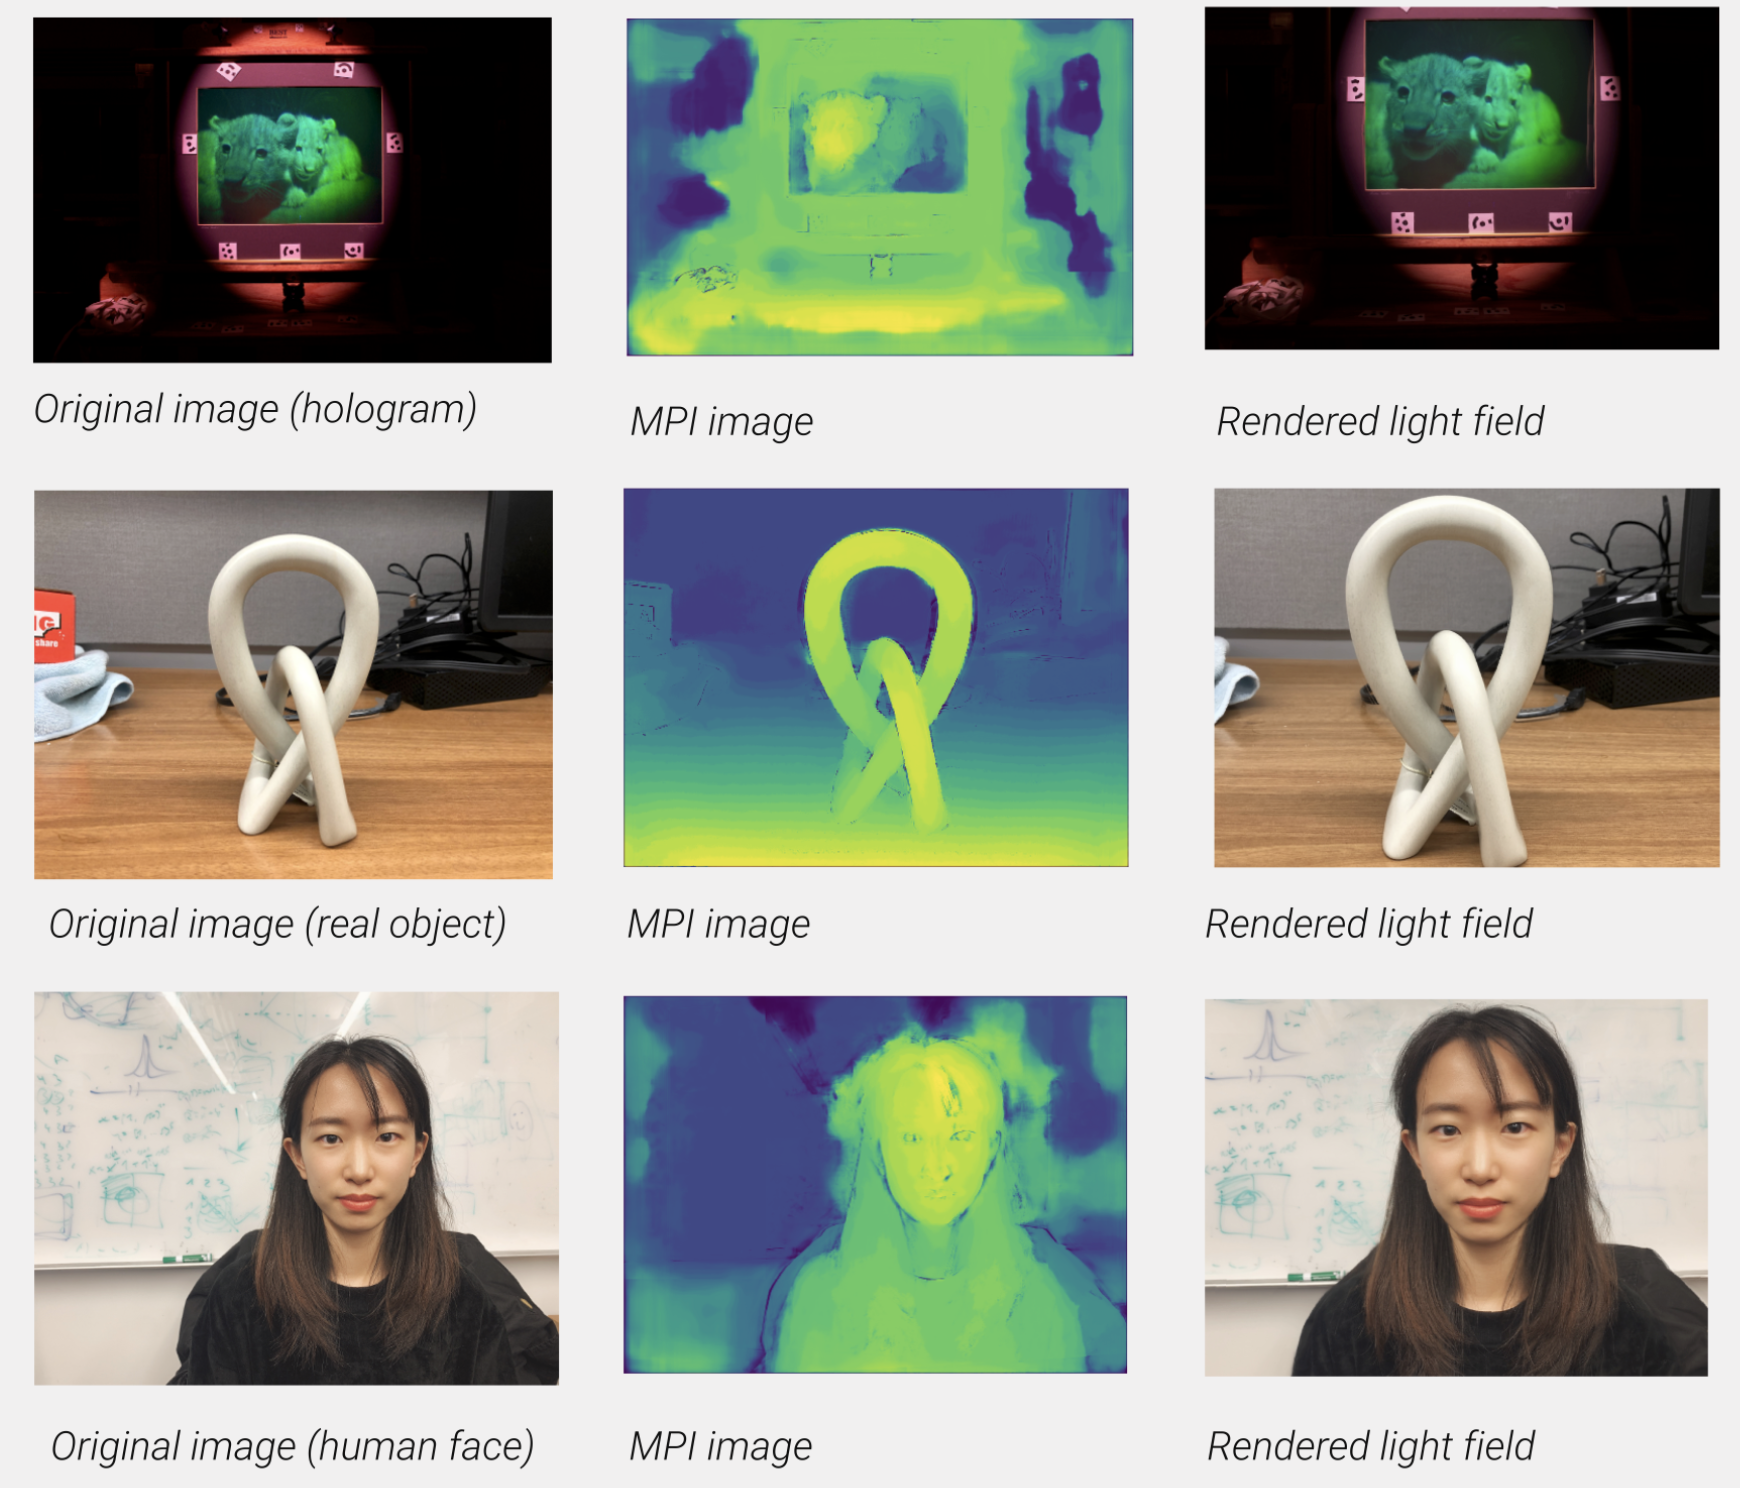 Original image (hologram)
MPI image
Rendered light field
G
share
Original image (real object)
MPI image
Rendered light field
Original image (human face)
MPI image
Rendered light field